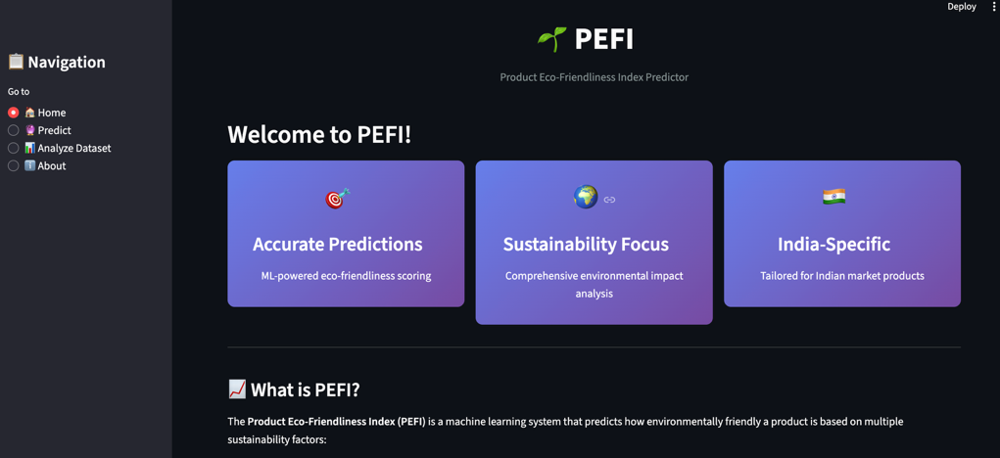 Deploy
PEFI
Product Eco-Friendliness Index Predictor
Navigation
Go to
Home
Predict
Analyze Dataset
About
Welcome to PEFI!
Accurate Predictions
ML-powered eco-friendliness scoring
Sustainability Focus
Comprehensive environmental impact
analysis
India-Specific
Tailored for Indian market products
What is PEFI?
The Product Eco-Friendliness Index (PEFI) is a machine learning system that predicts how environmentally friendly a product is based on multiple
sustainability factors: